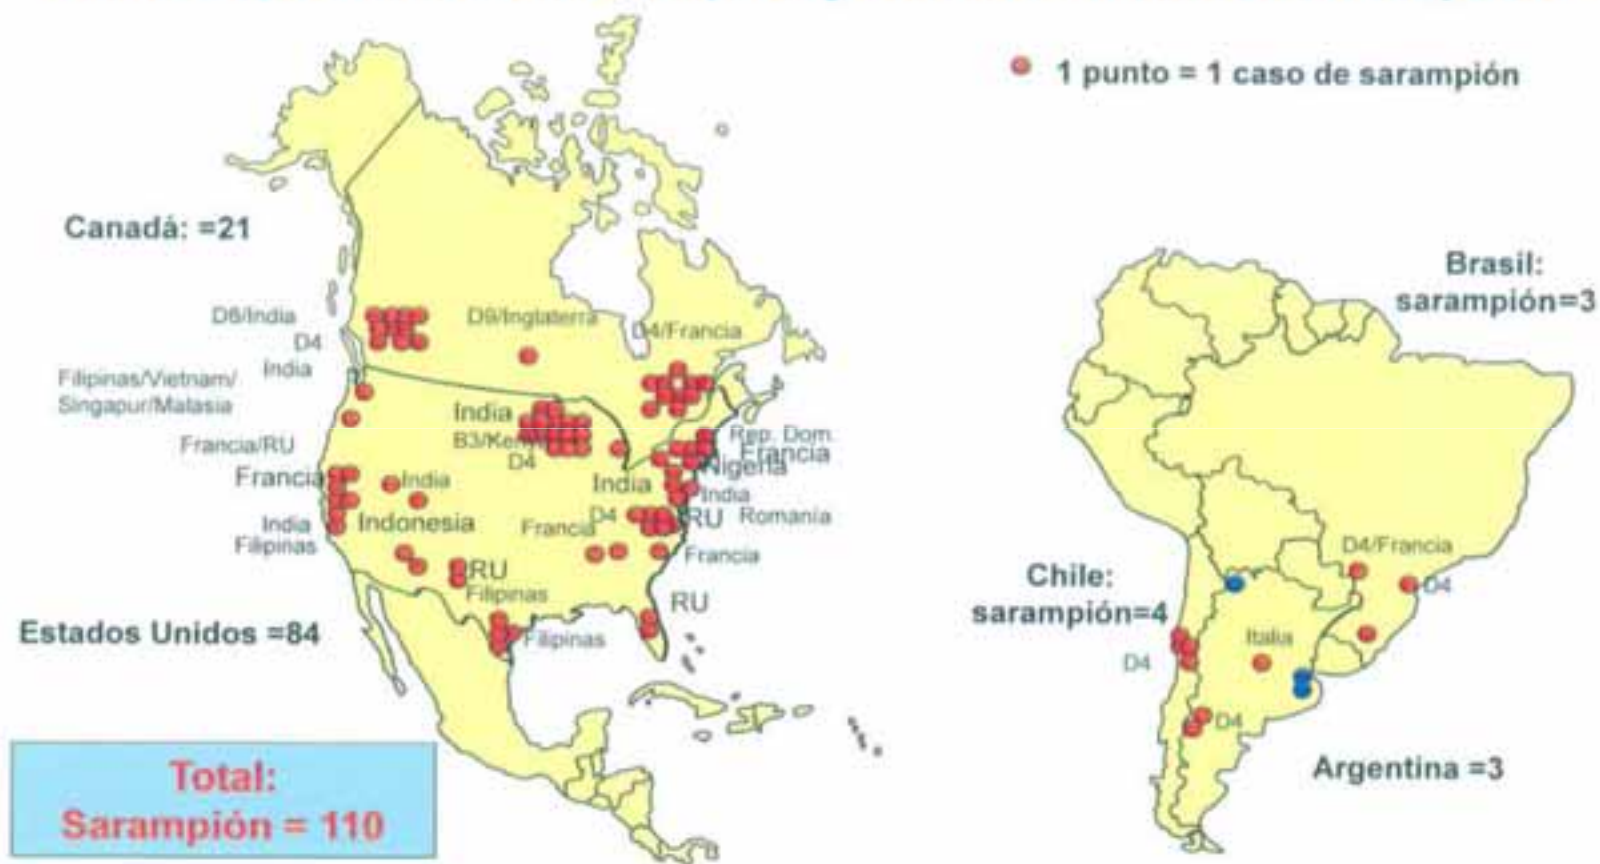 1 punto = 1 caso de sarampión
Canadá: =21
D8/India
D4
India
Filipinas/Vietnam/
Singapur/Malasia
Francia/RU
Francia
India
Filipinas
D9/Inglaterra
D4/Francia
India
B3/Kenya
D4
India
Indonesia
India
Rep. Dom.
Francia
Nigeria
India
D4
Francia
RU
Romanía
Francia
RU
Filipinas
RU
Filipinas
Estados Unidos =84
Total:
Sarampión = 110
Brasil:
sarampión=3
D4/Francia
D4
Chile:
sarampión=4
Italia
D4
D4
Argentina =3